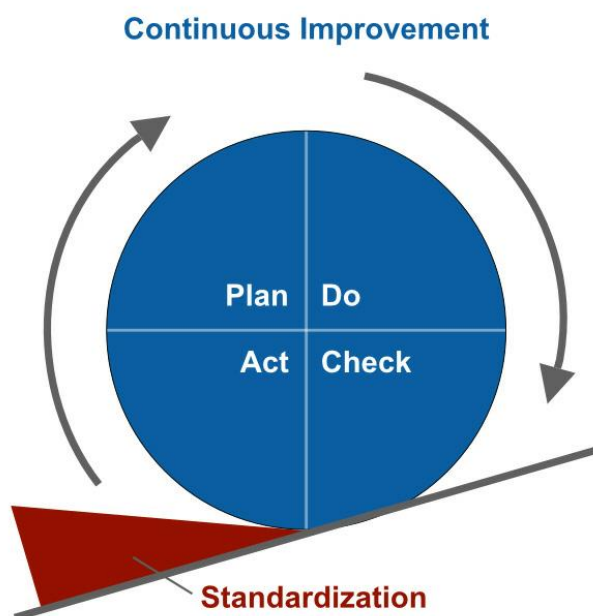 Continuous Improvement
Plan Do
Act Check
Standardization